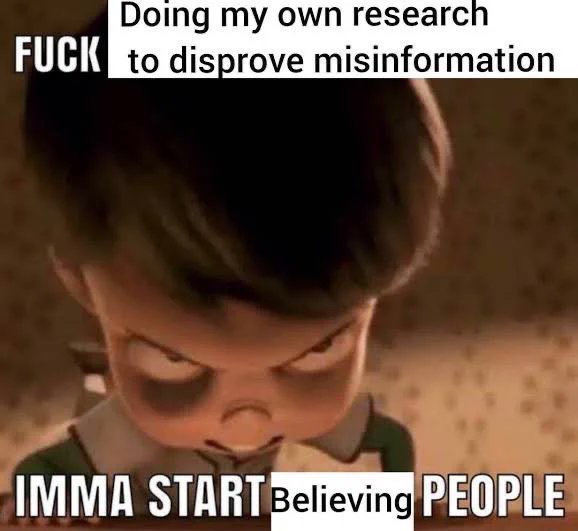 Doing my own research
FUCK to disprove misinformation
IMMA START Believing PEOPLE